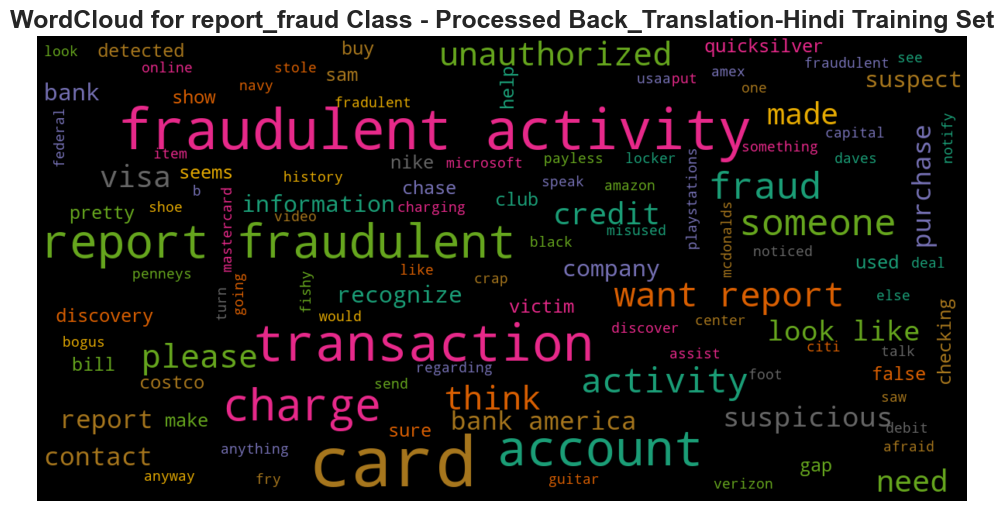 WordCloud for report_fraud Class - Processed Back_Translation-Hindi Training Set
look
detected
buy
unauthorized
quicksilver
fraudulent
see
online
stole
sam
help
usaa
put
amex
one
suspect
bank
navy
show
fradulent
made
capital
notify
federal
fraudulent activity
something
item
nike
microsoft
payless
locker
daves
purchase
visa
seems
history
chase
speak
amazon
playstations
fraud
b
information
charging
club
credit
misused
someone
pretty
shoe
mastercard
video
black
mcdonalds
noticed
report fraudulent
company
used
deal
penneys
turn
going
fishy
like
crap
want report
else
recognize
victim
discover
center
look like
checking
discovery
would
transaction
bogus
bill
please
regarding
assist
citi
talk
costco
send
activity
foot
false
charge
think
saw
report
make
sure
bank america
suspicious
debit
contact
anything
card
account
afraid
anyway
fry
guitar
verizon
gap
need